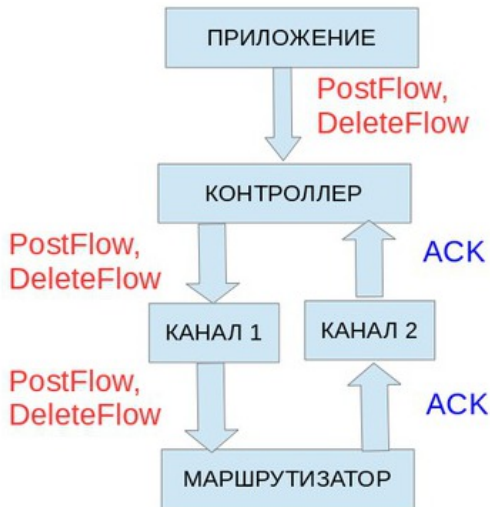 ПРИЛОЖЕНИЕ
PostFlow,
DeleteFlow
КОНТРОЛЛЕР
PostFlow,
DeleteFlow
ACK
КАНАЛ 1
КАНАЛ 2
PostFlow,
DeleteFlow
ACK
МАРШРУТИЗАТОР